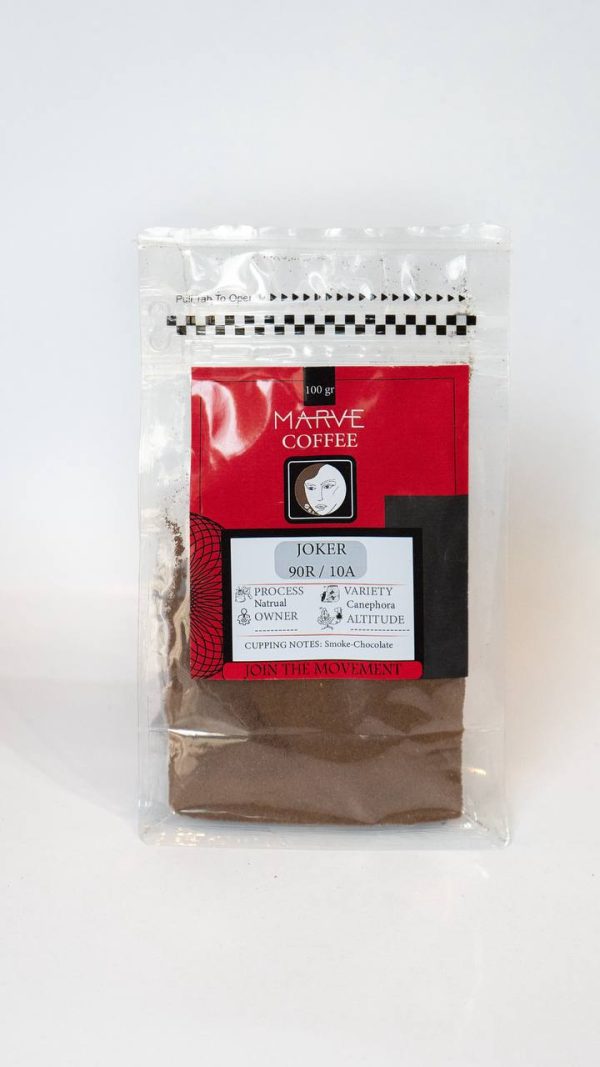 Pull Tab To Open
100 gr
MARVE
COFFEE
JOKER
90R / 10A
PROCESS
Natrual
VARIETY
Canephora
OWNER
ALTITUDE
CUPPING NOTES: Smoke-Chocolate
JOIN THE MOVEMENT